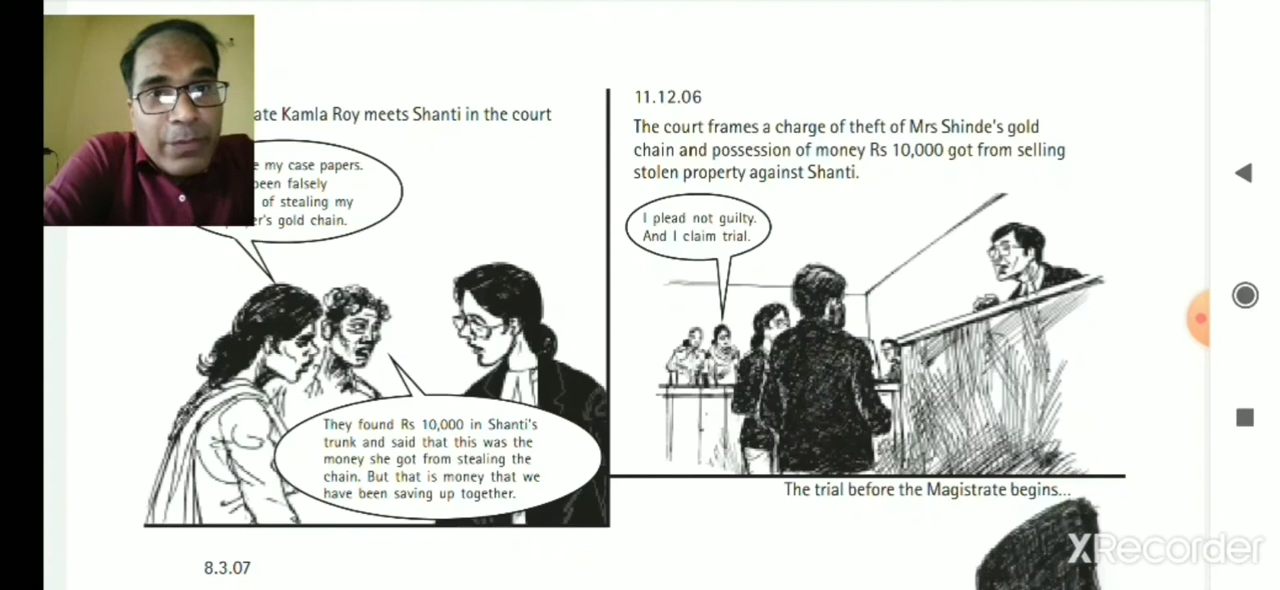 ate Kamla Roy meets Shanti in the court
my case papers.
been falsely
of stealing my
gold chain.
They found Rs 10,000 in Shanti's
trunk and said that this was the
money she got from stealing the
chain. But that is money that we
have been saving up together.
8.3.07
11.12.06
The court frames a charge of theft of Mrs Shinde's gold
chain and possession of money Rs 10,000 got from selling
stolen property against Shanti.
I plead not guilty.
And I claim trial.
The trial before the Magistrate begins...
XRecorder